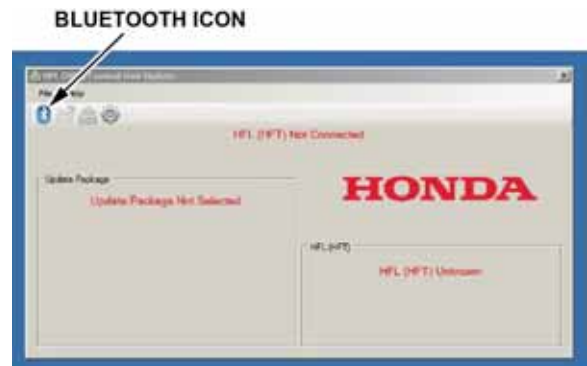 BLUETOOTH ICON
HFL (HFT) Not Connected
Update Package
Update Package Not Selected
HONDA
HFL (HFT)
HFL (HFT) Unknown